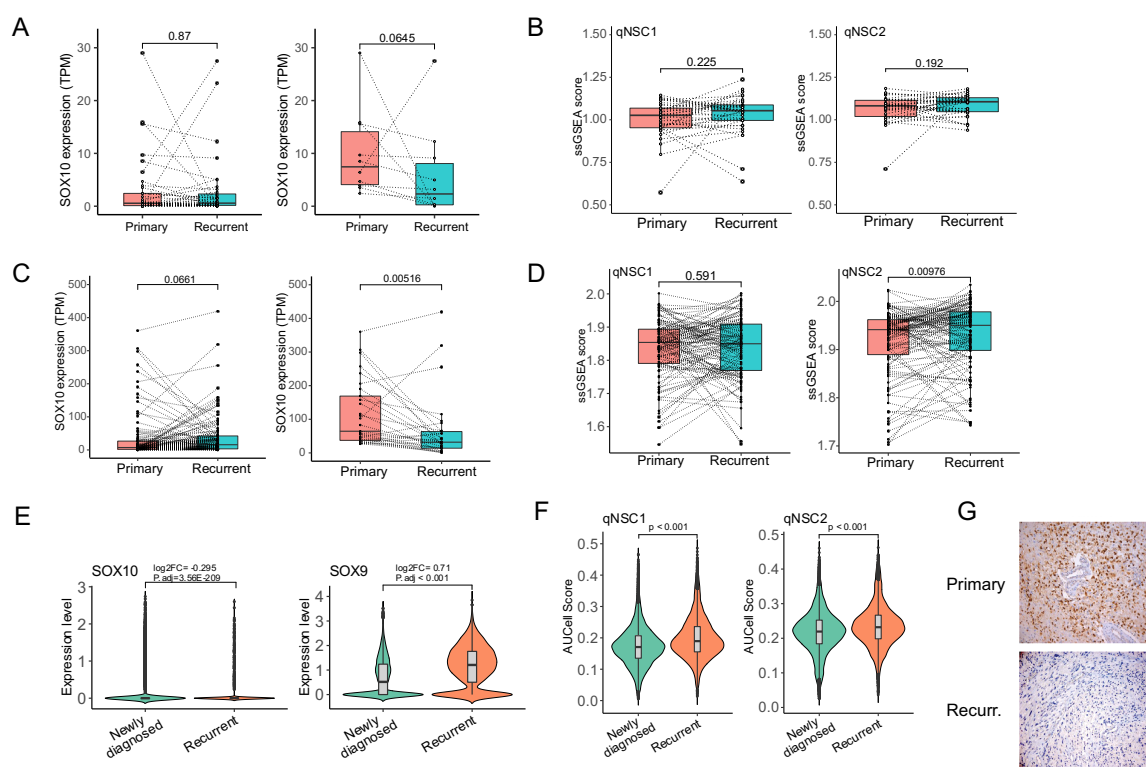 A
SOX10 expression (TPM)
30
20
10
0
0.87
Primary
Recurrent
SOX10 expression (TPM)
30
20
10
0
0.0645
Primary
Recurrent
B
qNSC1
ssGSEA score
1.25
1.00
0.75
0.50
0.225
Primary
Recurrent
qNSC2
ssGSEA score
1.25
1.00
0.75
0.50
0.192
Primary
Recurrent
C
SOX10 expression (TPM)
500
400
300
200
100
0
0.0661
Primary
Recurrent
SOX10 expression (TPM)
500
400
300
200
100
0
0.00516
Primary
Recurrent
D
qNSC1
ssGSEA score
2.0
1.9
1.8
1.7
1.6
0.591
Primary
Recurrent
qNSC2
ssGSEA score
2.0
1.9
1.8
1.7
0.00976
Primary
Recurrent
E
SOX10
log2FC= -0.295
P.adj=3.56E-209
Expression level
3
2
1
0
Newly
diagnosed
Recurrent
SOX9
log2FC= 0.71
P.adj < 0.001
Expression level
4
3
2
1
0
Newly
diagnosed
Recurrent
F
qNSC1
p < 0.001
AUCell Score
0.5
0.4
0.3
0.2
0.1
0.0
Newly
diagnosed
Recurrent
qNSC2
p < 0.001
AUCell Score
0.5
0.4
0.3
0.2
0.1
0.0
Newly
diagnosed
Recurrent
G
Primary
Recurr.